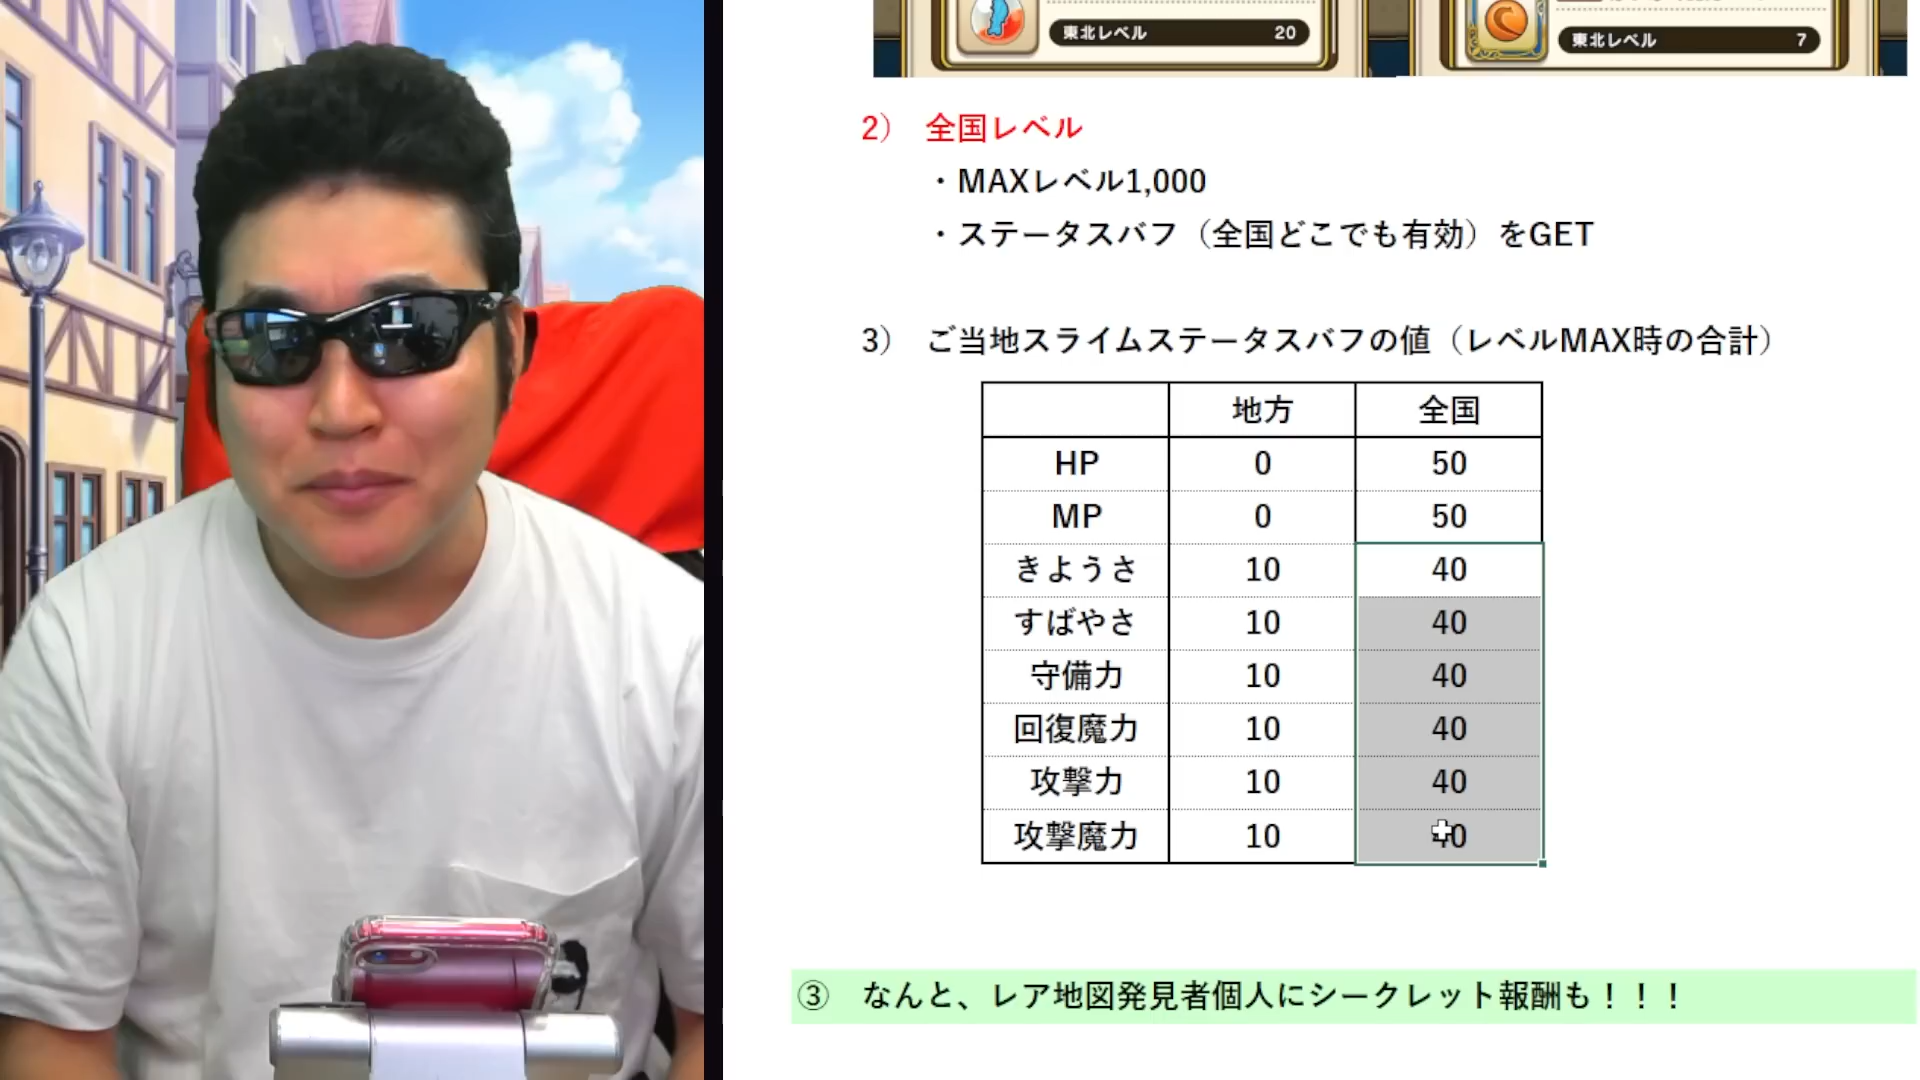 東北レベル 20
東北レベル 7
2） 全国レベル
・MAXレベル1,000
・ステータスバフ（全国どこでも有効）をGET
3） ご当地スライムステータスバフの値（レベルMAX時の合計）
地方 全国
HP 0 50
MP 0 50
きようさ 10 40
すばやさ 10 40
守備力 10 40
回復魔力 10 40
攻撃力 10 40
攻撃魔力 10 40
③ なんと、レア地図発見者個人にシークレット報酬も！！！